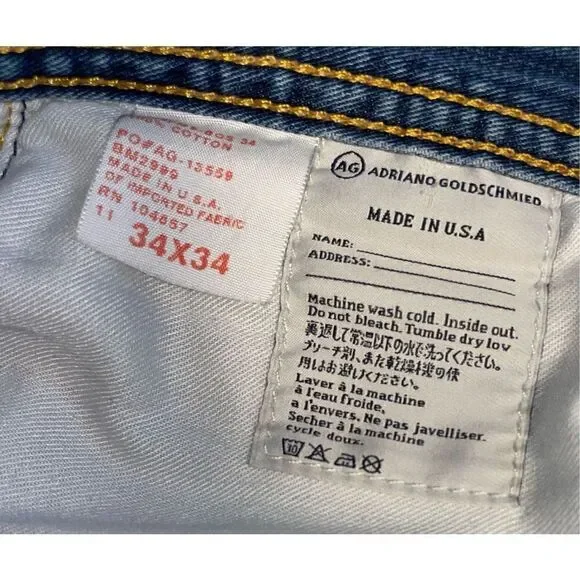 COTTON
PO#AG-13559
BM2999
MADE IN U.S.A.
OF IMPORTED FABRIC
RN 104657
11
34X34
AG ADRIANO GOLDSCHMIED
MADE IN U.S.A
NAME:
ADDRESS:
Machine wash cold. Inside out.
Do not bleach. Tumble dry low
裏返して常温以下の水で洗ってください。
ブリーチ剤、また乾燥機の使
用はお避けください。
Laver à la machine
à l'eau froide,
a l'envers. Ne pas javelliser.
Secher à la machine
cycle doux.